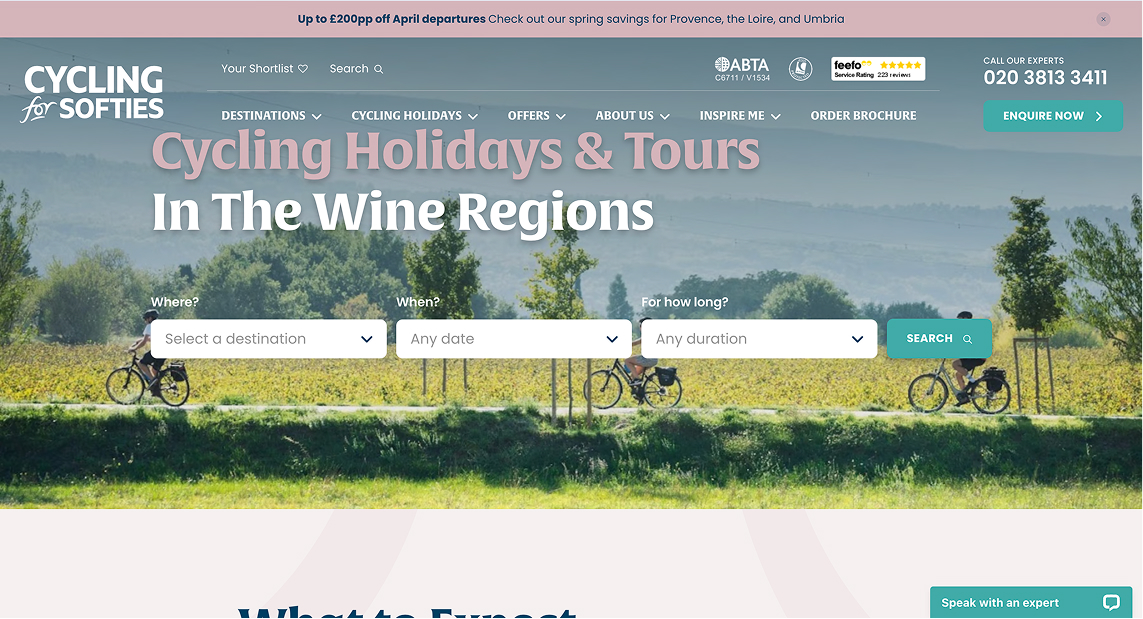 Up to £200pp off April departures Check out our spring savings for Provence, the Loire, and Umbria
CYCLING
for SOFTIES
Your Shortlist
Search
ABTA
C6711 / V1534
feefo
Service Rating 223 reviews
CALL OUR EXPERTS
020 3813 3411
DESTINATIONS
CYCLING HOLIDAYS
OFFERS
ABOUT US
INSPIRE ME
ORDER BROCHURE
ENQUIRE NOW
Cycling Holidays & Tours
In The Wine Regions
Where?
When?
For how long?
Select a destination
Any date
Any duration
SEARCH
What to Expect
Speak with an expert